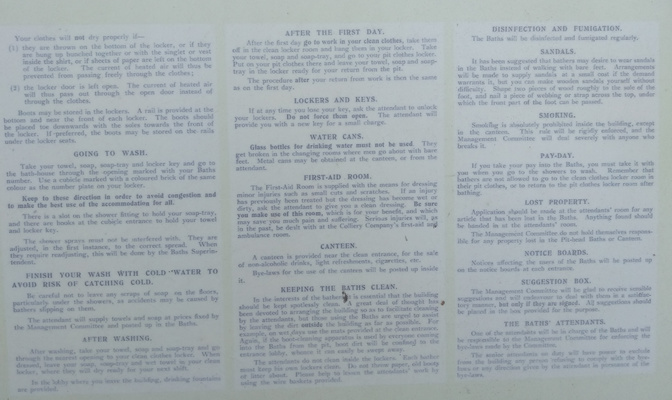 Your clothes will not dry properly if—
(1) they are thrown on the bottom of the locker, or if they
are hung up bunched together or with the singlet or vest
inside the shirt, or if sheets of paper are left on the bottom
of the locker. The current of heated air will thus be
prevented from passing freely through the clothes;
(2) the locker door is left open. The current of heated air
will thus pass out through the open door instead of
through the clothes.
Boots may be stored in the lockers. A rail is provided at the
bottom and near the front of each locker. The boots should
be placed toe downwards with the soles towards the front of
the locker. If preferred, the boots may be stored on the rails
under the locker seats.
GOING TO WASH.
Take your towel, soap, soap-tray and locker key and go to
the bath-house through the opening marked with your Baths
number. Use a cubicle marked with a coloured brick of the same
colour as the number plate on your locker.
Keep to these directions in order to avoid congestion and
to make the best use of the accommodation for all.
There is a slot on the shower fitting to hold your soap-tray,
and there are hooks at the cubicle entrance to hold your towel
and locker key.
The shower sprays must not be interfered with. They are
adjusted, in the first instance, to the correct spread. When
they require readjusting, this will be done by the Baths Superin-
tendent.
FINISH YOUR WASH WITH COLD WATER TO
AVOID RISK OF CATCHING COLD.
Be careful not to leave any scraps of soap on the floors,
particularly under the showers, as accidents may be caused by
bathers slipping on them.
The attendant will supply towels and soap at prices fixed by
the Management Committee and posted up in the Baths.
AFTER WASHING.
After washing, take your towel, soap and soap-tray and go
through the second opening to your clean clothes locker. When
dressed, leave your soap, soap-tray and wet towel in your clean
locker, where they will dry ready for your next shift.
In the lobby where you leave the building, drinking fountains
are provided.
AFTER THE FIRST DAY.
After the first day go to work in your clean clothes, take them
off in the clean locker room and hang them in your locker. Take
your towel, soap and soap-tray, and go to your pit clothes locker.
Put on your pit clothes there and leave your towel, soap and soap-
tray in the locker ready for your return from the pit.
The procedure after your return from work is then the same
as on the first day.
LOCKERS AND KEYS.
If at any time you lose your key, ask the attendant to unlock
your lockers. Do not force them open. The attendant will
provide you with a new key for a small charge.
WATER CANS.
Glass bottles for drinking water must not be used. They
get broken in the changing rooms where men go about with bare
feet. Metal cans may be obtained at the canteen, or from the
attendant.
FIRST-AID ROOM.
The First-Aid Room is supplied with the means for dressing
minor injuries such as small cuts and scratches. If an injury
has previously been treated but the dressing has become wet or
dirty, ask the attendant to give you a clean dressing. Be sure
you make use of this room, which is for your benefit, and which
may save you much pain and suffering. Serious injuries will, as
in the past, be dealt with at the Colliery Company's first-aid and
ambulance room.
CANTEEN.
A canteen is provided near the clean entrance, for the sale
of non-alcoholic drinks, light refreshments, cigarettes, etc.
Bye-laws for the use of the canteen will be posted up inside
it.
KEEPING THE BATHS CLEAN.
In the interests of the bathers it is essential that the building
should be kept spotlessly clean. A great deal of thought has
been devoted to arranging the building so as to facilitate cleaning
by the attendants, but those using the Baths are urged to assist
by leaving the dirt outside the building as far as possible. For
example, on wet days use the mats provided at the clean entrance.
Again, if the bootcleaning apparatus is used by everyone coming
into the Baths from the pit, boot dirt will be confined to the
entrance lobby, whence it can easily be swept away.
The attendants do not clean inside the lockers. Each bather
must keep his own lockers clean. Do not throw paper, old boots
or litter about. Please help to lessen the attendants' work by
using the wire baskets provided.
DISINFECTION AND FUMIGATION.
The Baths will be disinfected and fumigated regularly.
SANDALS.
It has been suggested that bathers may desire to wear sandals
in the Baths instead of walking with bare feet. Arrangements
will be made to supply sandals at a small cost if the demand
warrants it, but you can make wooden sandals yourself without
difficulty. Shape two pieces of wood roughly to the sole of the
foot, and nail a piece of webbing or strap across the top, under
which the front part of the foot can be passed.
SMOKING.
Smoking is absolutely prohibited inside the building, except
in the canteen. This rule will be rigidly enforced, and the
Management Committee will deal severely with anyone who
breaks it.
PAY-DAY.
If you take your pay into the Baths, you must take it with
you when you go to the showers to wash. Remember that
bathers are not allowed to go to the clean clothes locker room in
their pit clothes, or to return to the pit clothes locker room after
bathing.
LOST PROPERTY.
Application should be made at the attendants' room for any
article that has been lost in the Baths. Anything found should
be handed in at the attendants' room.
The Management Committee do not hold themselves respon-
sible for any property lost in the Pit-head Baths or Canteen.
NOTICE BOARDS.
Notices affecting the users of the Baths will be posted up
on the notice boards at each entrance.
SUGGESTION BOX.
The Management Committee will be glad to receive sensible
suggestions and will endeavour to deal with them in a satisfac-
tory manner, but only if they are signed. All suggestions should
be placed in the box provided for the purpose.
THE BATHS ATTENDANTS.
One of the attendants will be in charge of the Baths and will
be responsible to the Management Committee for enforcing the
bye-laws made by the Committee.
The senior attendants on duty will have power to exclude
from the building any person refusing to comply with the bye-
laws or any direction given by the attendant in pursuance of the
bye-laws.